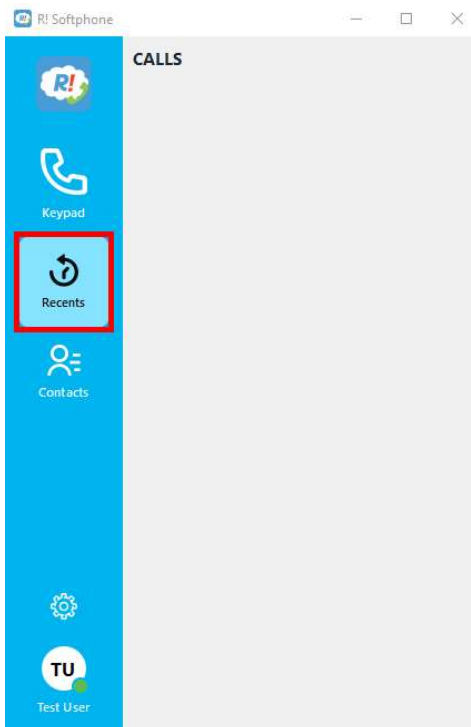 R! Softphone
R!
CALLS
Keypad
Recents
Contacts
TU
Test User